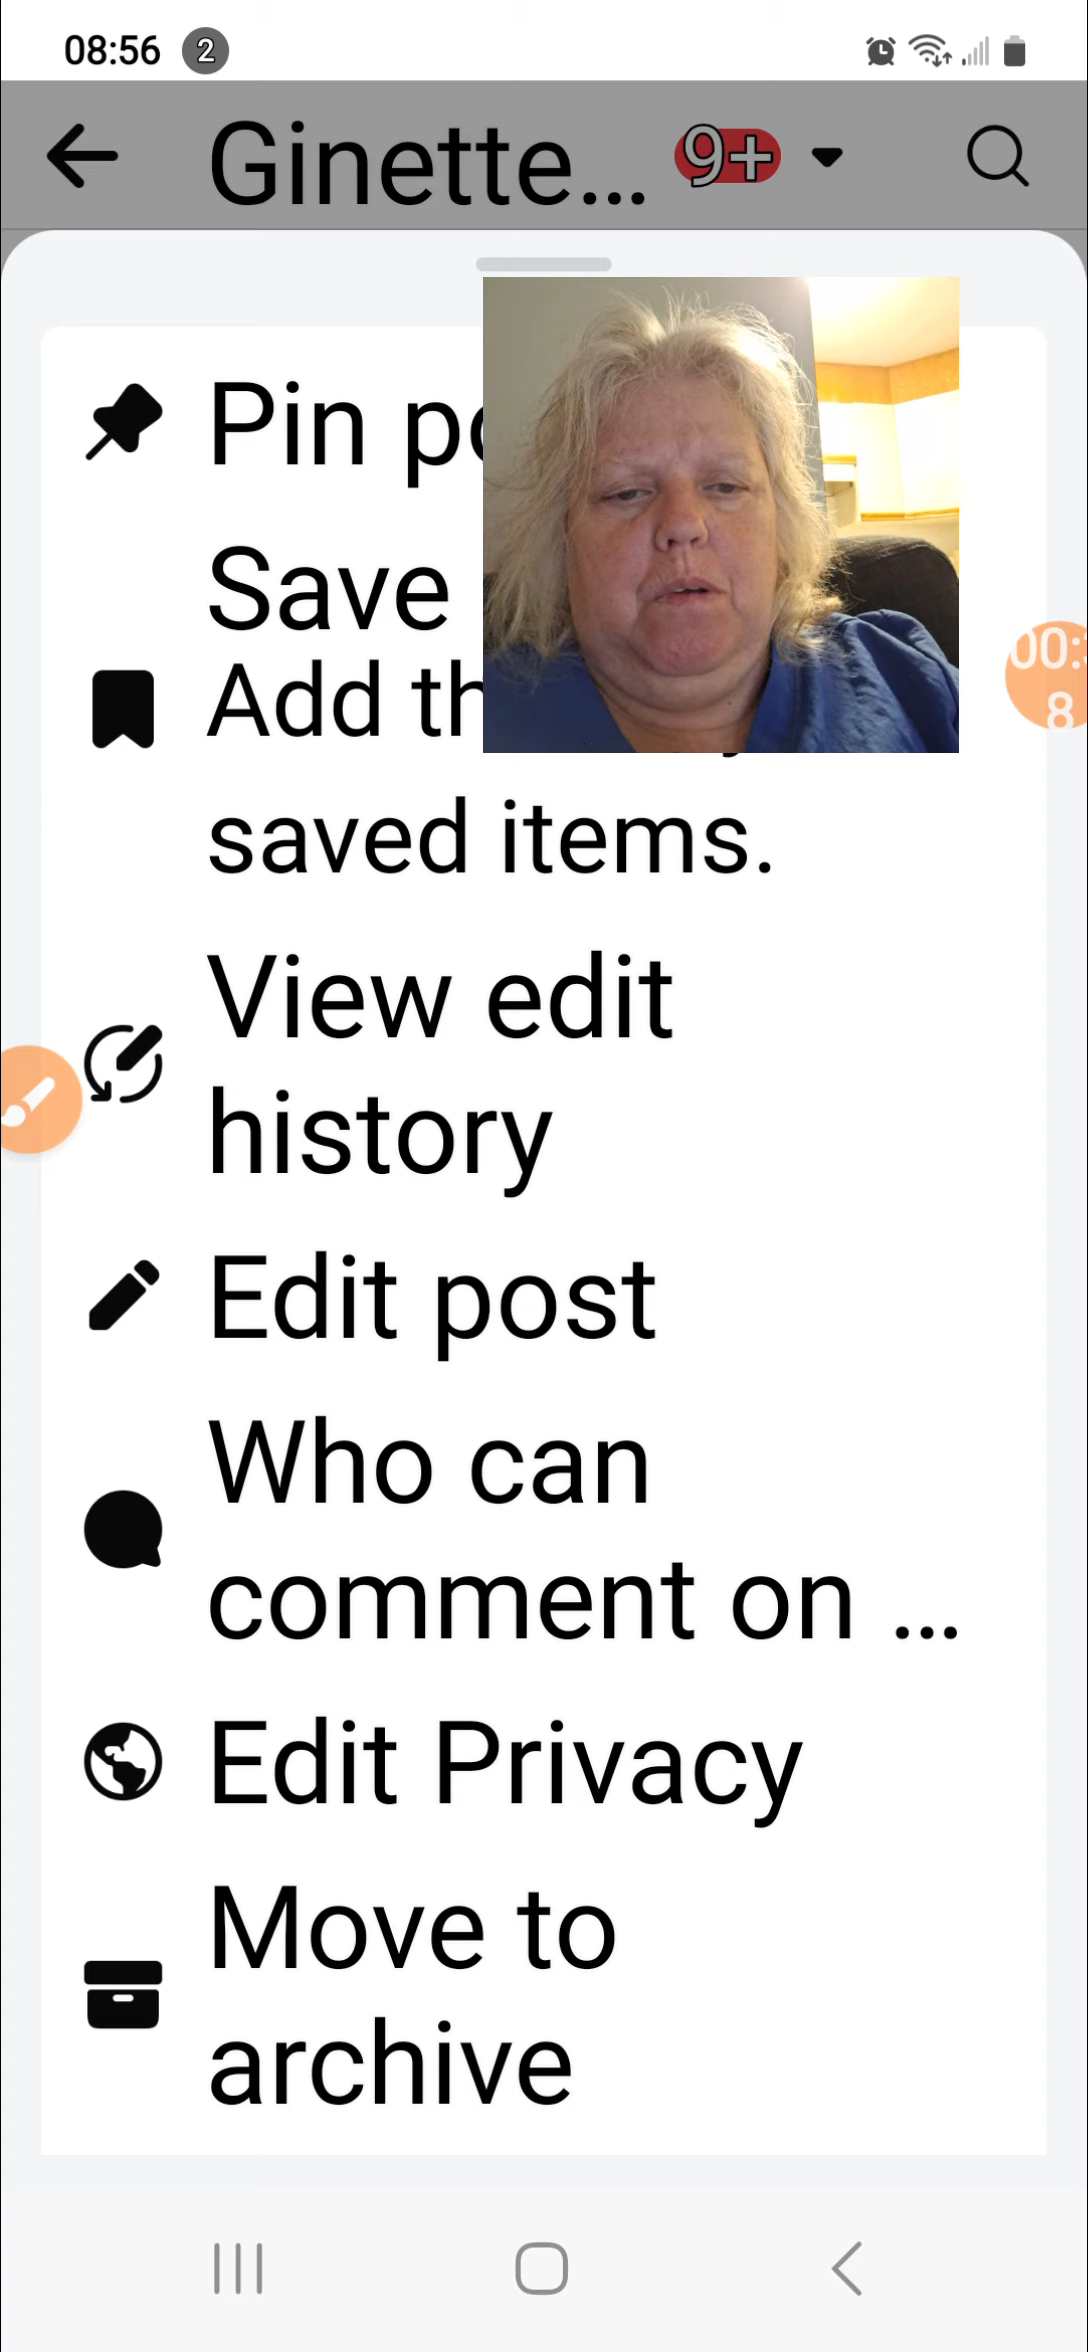 08:56 2
Ginette... 9+
Pin
Save
Add
saved items.
View edit
history
Edit post
Who can
comment on ...
Edit Privacy
Move to
archive